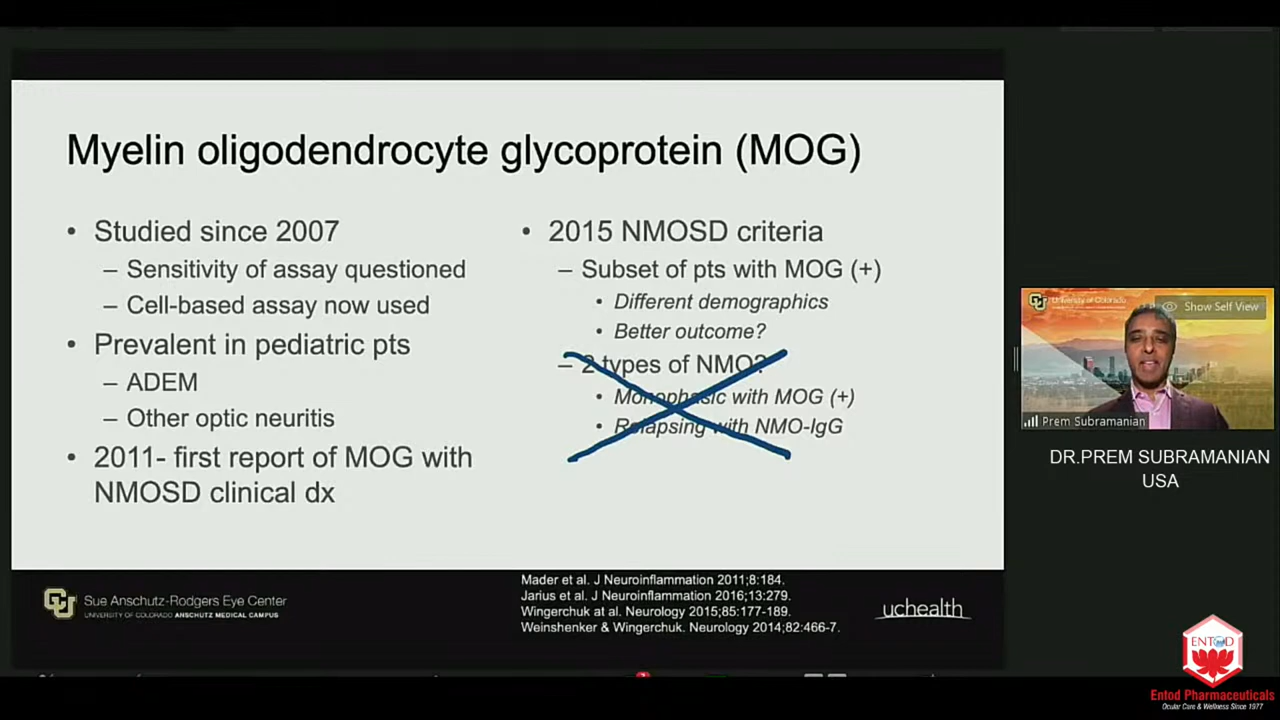 Myelin oligodendrocyte glycoprotein (MOG)
• Studied since 2007
– Sensitivity of assay questioned
– Cell-based assay now used
• Prevalent in pediatric pts
– ADEM
– Other optic neuritis
• 2011- first report of MOG with
NMOSD clinical dx
• 2015 NMOSD criteria
– Subset of pts with MOG (+)
• Different demographics
• Better outcome?
– 2 types of NMO?
• Monophasic with MOG (+)
• Relapsing with NMO-IgG
CU
Sue Anschutz-Rodgers Eye Center
UNIVERSITY OF COLORADO ANSCHUTZ MEDICAL CAMPUS
Mader et al. J Neuroinflammation 2011;8:184.
Jarius et al. J Neuroinflammation 2016;13:279.
Wingerchuk at al. Neurology 2015;85:177-189.
Weinshenker & Wingerchuk. Neurology 2014;82:466-7.
uchealth
University of Colorado
Show Self View
Prem Subramanian
DR.PREM SUBRAMANIAN
USA
ENTOD
Entod Pharmaceuticals
Ocular Care & Wellness Since 1977